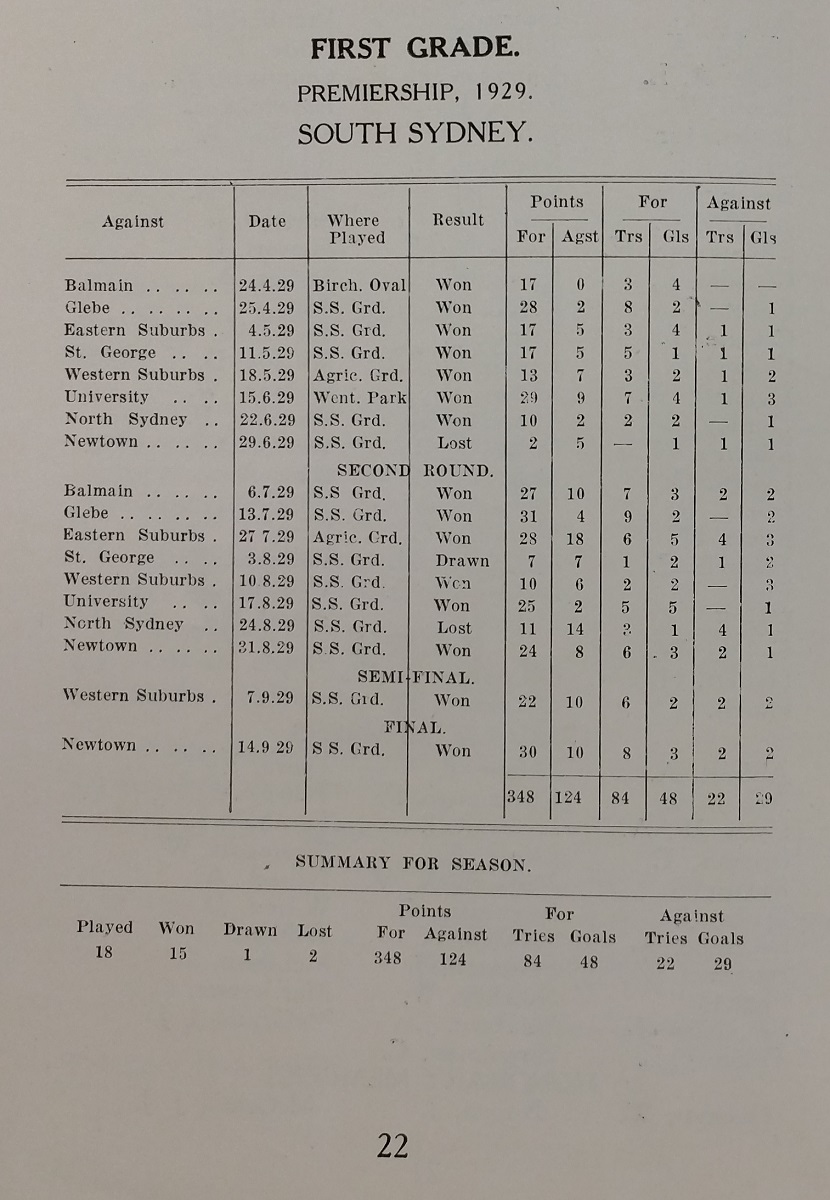 FIRST GRADE.
PREMIERSHIP, 1929.
SOUTH SYDNEY.
Against Date Where Played Result Points For Against
For Agst Trs Gls Trs Gls
Balmain . . . . . . 24.4.29 Birch. Oval Won 17 0 3 4 — —
Glebe . . . . . . . . 25.4.29 S.S. Grd. Won 28 2 8 2 — 1
Eastern Suburbs . 4.5.29 S.S. Grd. Won 17 5 3 4 1 1
St. George . . . . 11.5.29 S.S. Grd. Won 17 5 5 1 1 1
Western Suburbs . 18.5.29 Agric. Grd. Won 13 7 3 2 1 2
University . . . . 15.6.29 Went. Park Won 29 9 7 4 1 3
North Sydney . . 22.6.29 S.S. Grd. Won 10 2 2 2 — 1
Newtown . . . . . . 29.6.29 S.S. Grd. Lost 2 5 — 1 1 1
SECOND ROUND.
Balmain . . . . . . 6.7.29 S.S Grd. Won 27 10 7 3 2 2
Glebe . . . . . . . . 13.7.29 S.S. Grd. Won 31 4 9 2 — 2
Eastern Suburbs . 27 7.29 Agric. Grd. Won 28 18 6 5 4 3
St. George . . . . 3.8.29 S.S. Grd. Drawn 7 7 1 2 1 2
Western Suburbs . 10 8.29 S.S. Grd. Won 10 6 2 2 — 3
University . . . . 17.8.29 S.S. Grd. Won 25 2 5 5 — 1
North Sydney . . 24.8.29 S.S. Grd. Lost 11 14 3 1 4 1
Newtown . . . . . . 31.8.29 S.S. Grd. Won 24 8 6 3 2 1
SEMI-FINAL.
Western Suburbs . 7.9.29 S.S. Grd. Won 22 10 6 2 2 2
FINAL.
Newtown . . . . . . 14.9 29 S S. Grd. Won 30 10 8 3 2 2
348 124 84 48 22 29
SUMMARY FOR SEASON.
Points For Against
Played Won Drawn Lost For Against Tries Goals Tries Goals
18 15 1 2 348 124 84 48 22 29
22